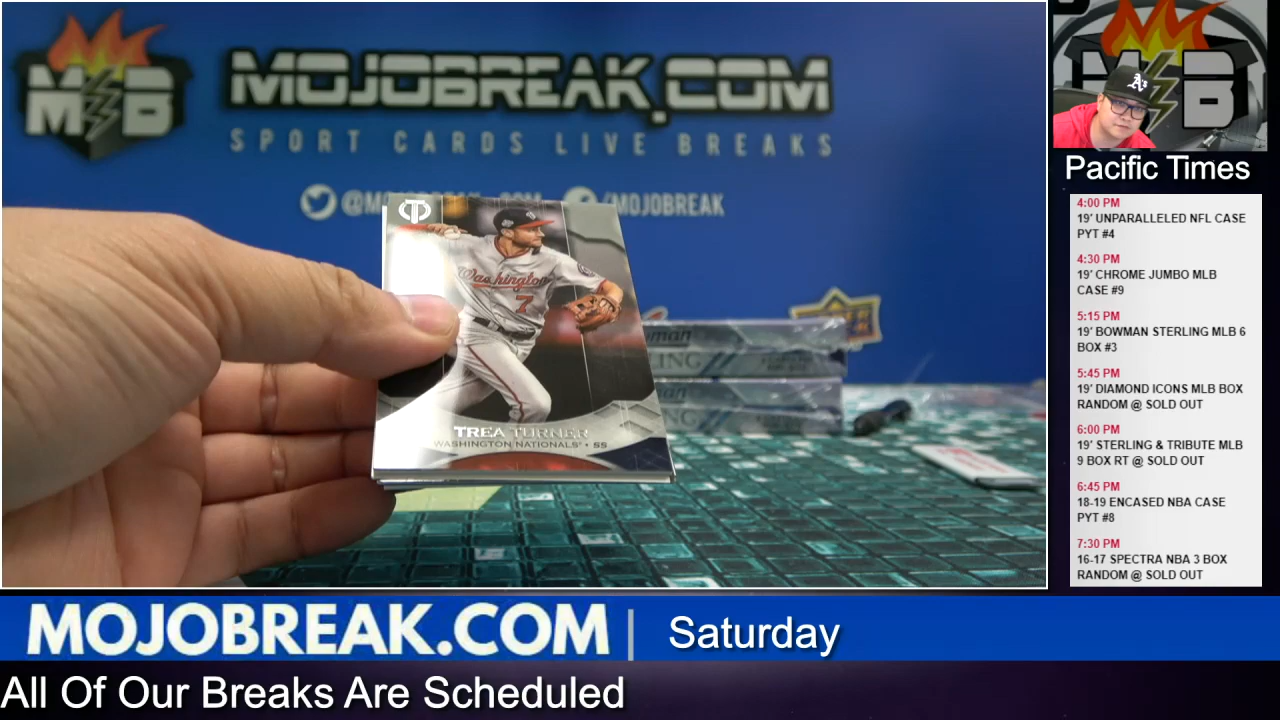 MOJOBREAK.COM
SPORT CARDS LIVE BREAKS
/MOJOBREAK
MB
Washington
7
TREA TURNER
WASHINGTON NATIONALS • SS
A's
Pacific Times
4:00 PM
19' UNPARALLELED NFL CASE
PYT #4
4:30 PM
19' CHROME JUMBO MLB
CASE #9
5:15 PM
19' BOWMAN STERLING MLB 6
BOX #3
5:45 PM
19' DIAMOND ICONS MLB BOX
RANDOM @ SOLD OUT
6:00 PM
19' STERLING & TRIBUTE MLB
9 BOX RT @ SOLD OUT
6:45 PM
18-19 ENCASED NBA CASE
PYT #8
7:30 PM
16-17 SPECTRA NBA 3 BOX
RANDOM @ SOLD OUT
MOJOBREAK.COM | Saturday
All Of Our Breaks Are Scheduled